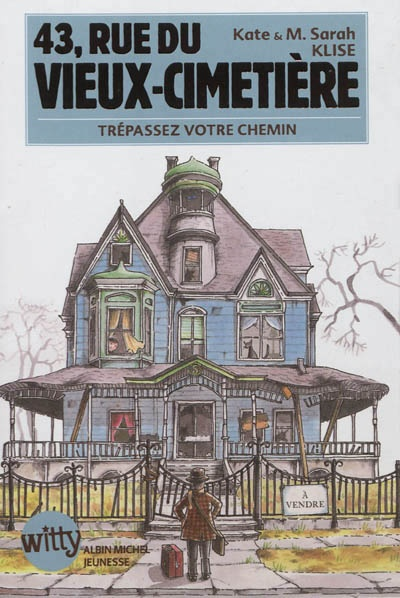 43, RUE DU
Kate & M. Sarah
KLISE
VIEUX-CIMETIÈRE
TRÉPASSEZ VOTRE CHEMIN
À
VENDRE
witty
ALBIN MICHEL
JEUNESSE